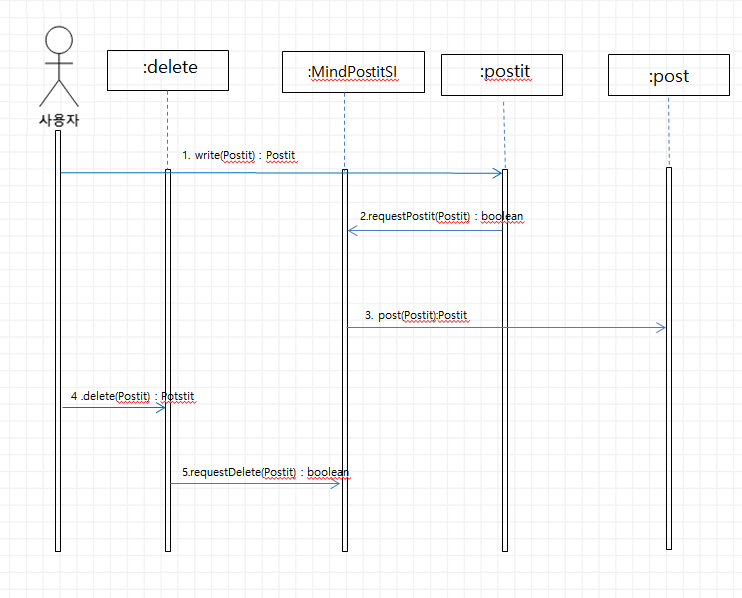 :delete
:MindPostitSI
:postit
:post
사용자
1. write(Postit) : Postit
2.requestPostit(Postit) : boolean
3. post(Postit):Postit
4 .delete(Postit) : Potstit
5.requestDelete(Postit) : boolean